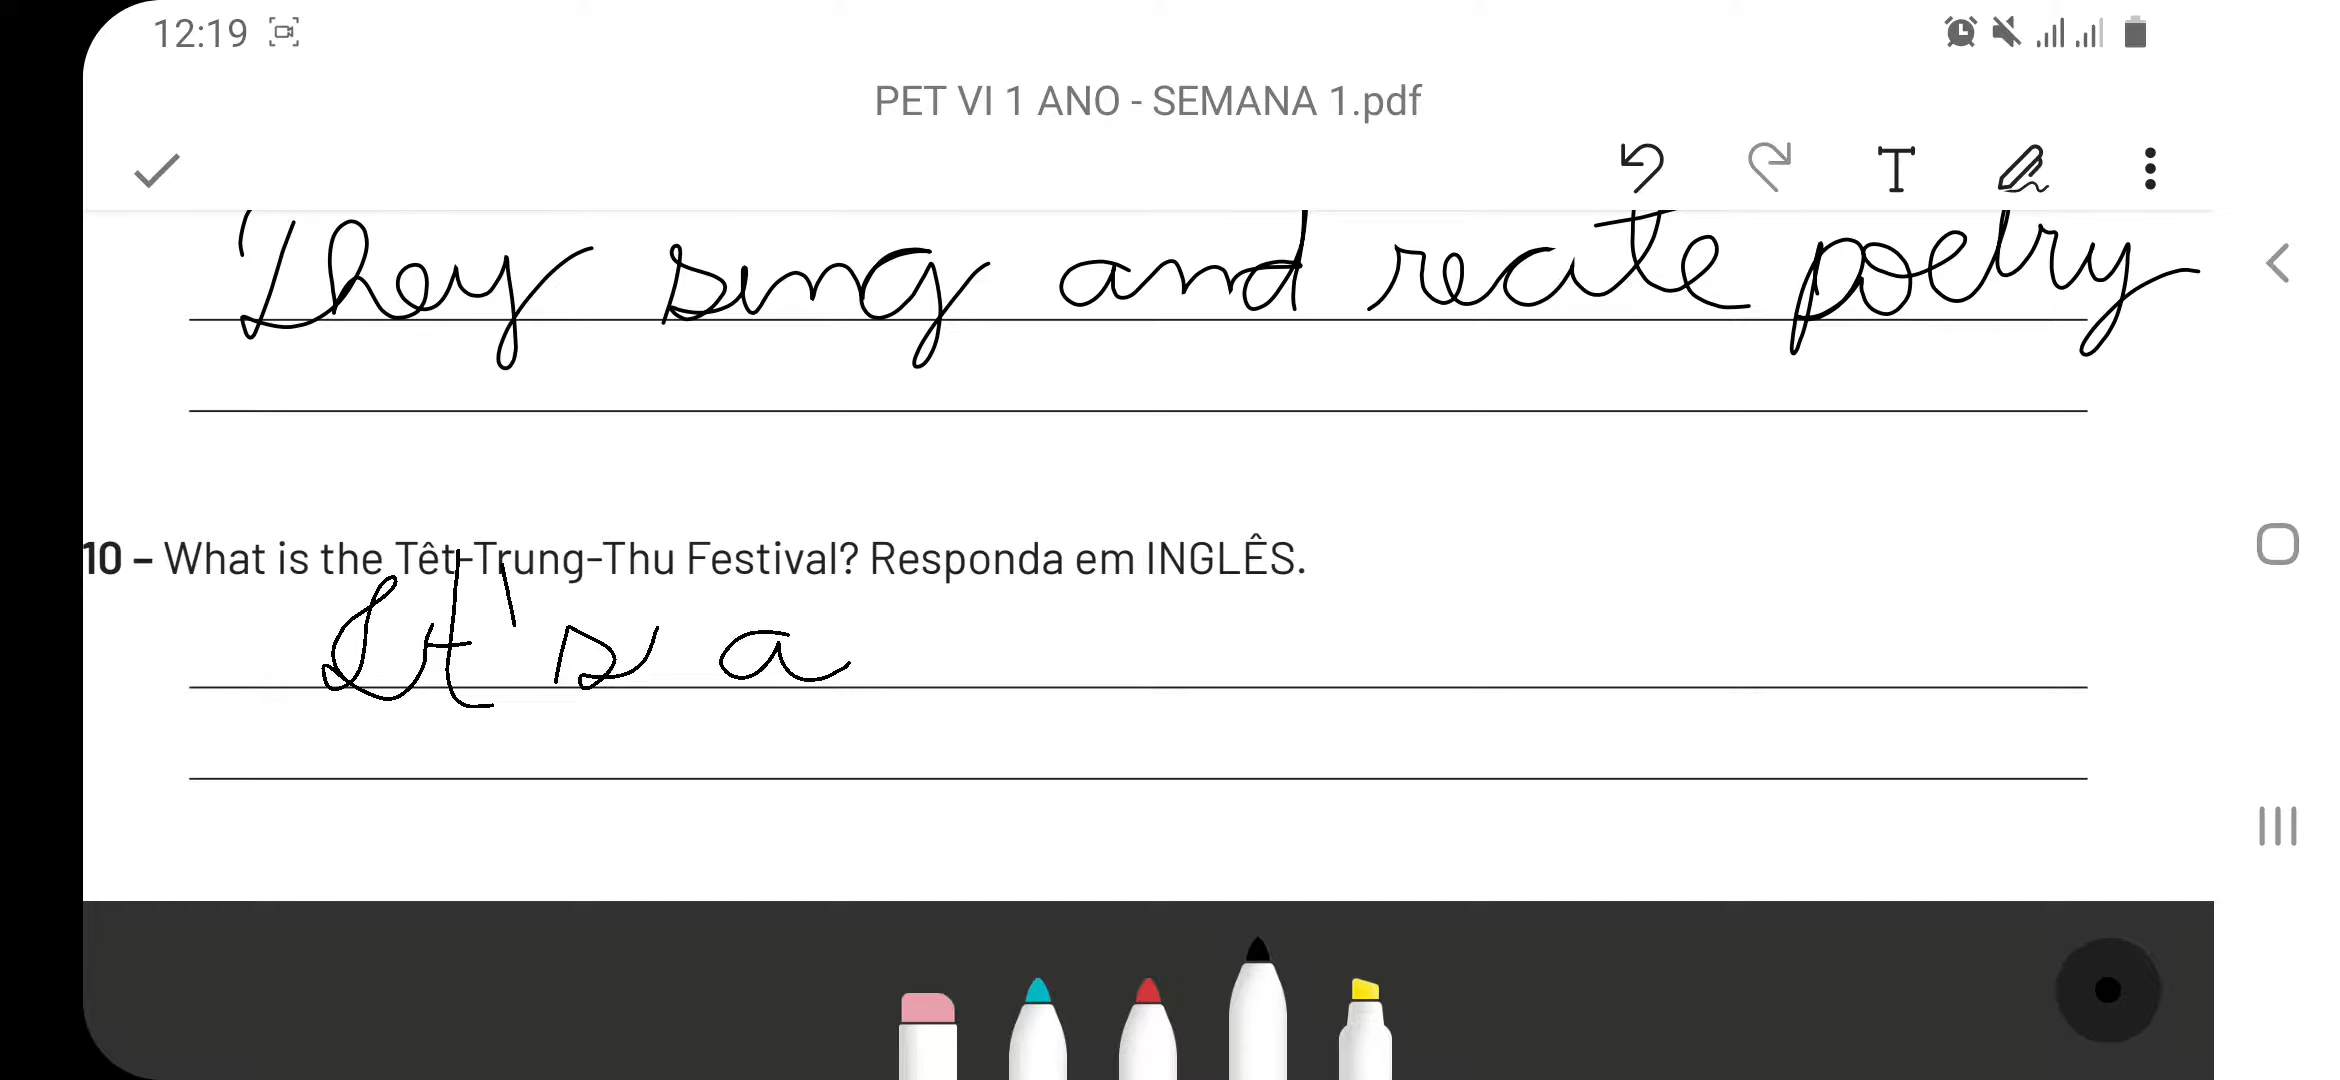 12:19
PET VI 1 ANO - SEMANA 1.pdf
T
They sing and recite poetry
10 – What is the Têt-Trung-Thu Festival? Responda em INGLÊS.
It's a